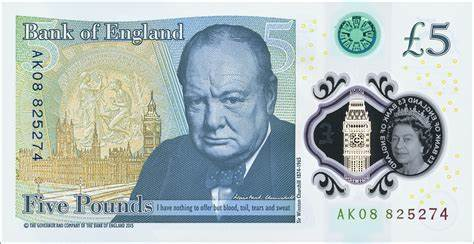 Bank of England
£5
AK08 825274
5
Sir Winston Churchill 1874-1965
Five Pounds
I have nothing to offer but blood, toil, tears and sweat
© THE GOVERNOR AND COMPANY OF THE BANK OF ENGLAND 2015
AK08 825274